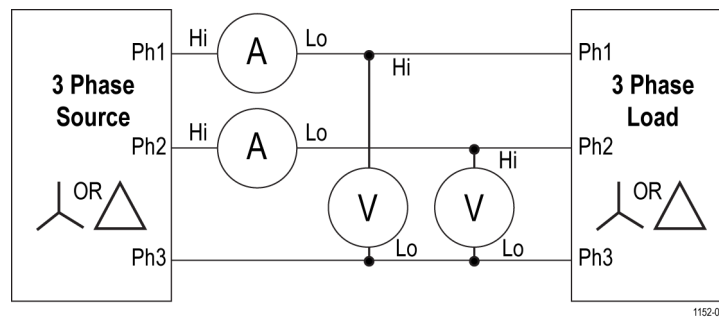 Ph1 Hi A Lo Ph1
Hi
3 Phase
Source
3 Phase
Load
Ph2 Hi A Lo Ph2
Hi
OR
V
V
OR
Ph3 Lo Lo Ph3
1152-0